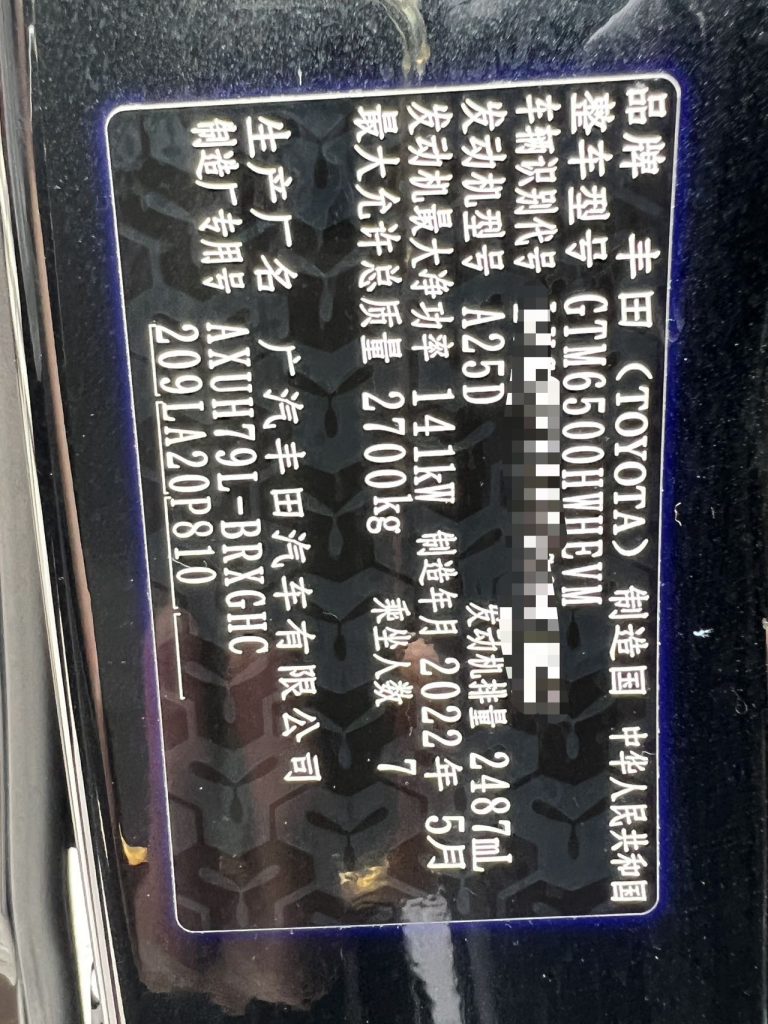 品牌 丰田 (TOYOTA) 制造国 中华人民共和国
整车型号 GTM6500HWHEVM
车辆识别代号
发动机型号 A25D 发动机排量 2487mL
发动机最大净功率 141kW 制造年月 2022年 5月
最大允许总质量 2700kg 乘坐人数 7
生产厂名 广汽丰田汽车有限公司
制造厂专用号 AXUH79L-BRXGHC
209LA20P810